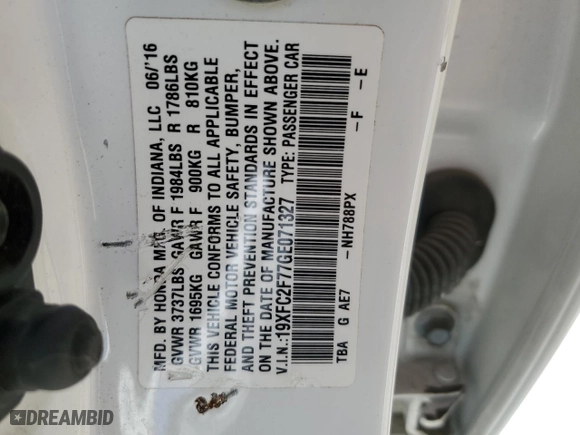 MFD. BY HONDA MFG. OF INDIANA, LLC 06/'16
GVWR 3737LBS GAWR F 1984LBS R 1786LBS
GVWR 1695KG GAWR F 900KG R 810KG
THIS VEHICLE CONFORMS TO ALL APPLICABLE
FEDERAL MOTOR VEHICLE SAFETY, BUMPER,
AND THEFT PREVENTION STANDARDS IN EFFECT
ON THE DATE OF MANUFACTURE SHOWN ABOVE.
V.I.N.:19XFC2F77GE071327 TYPE: PASSENGER CAR
TBA G AE7 –NH788PX –F –E
DREAMBID